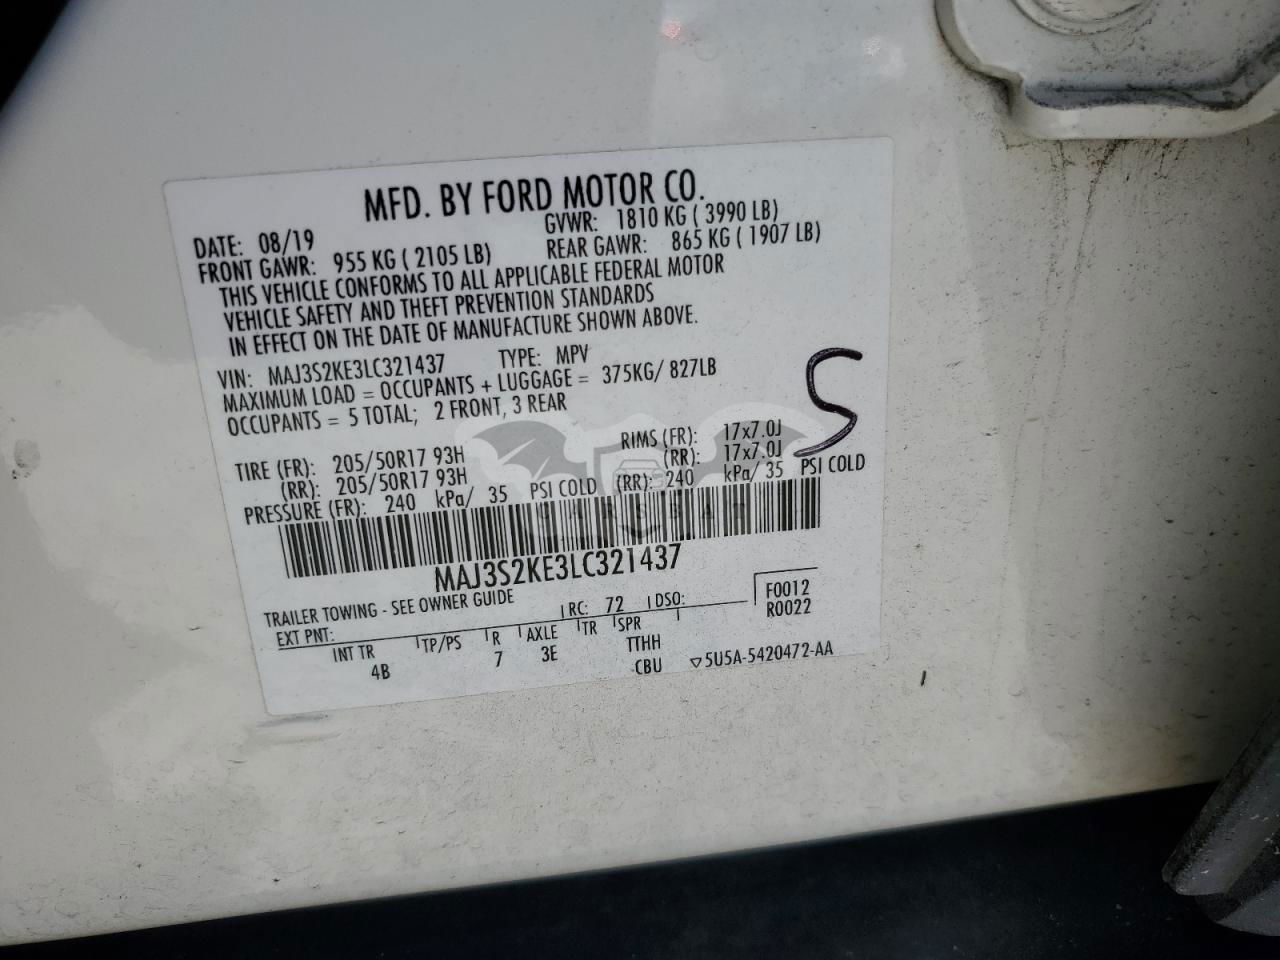 MFD. BY FORD MOTOR CO.
DATE: 08/19 GVWR: 1810 KG ( 3990 LB)
FRONT GAWR: 955 KG ( 2105 LB) REAR GAWR: 865 KG ( 1907 LB)
THIS VEHICLE CONFORMS TO ALL APPLICABLE FEDERAL MOTOR
VEHICLE SAFETY AND THEFT PREVENTION STANDARDS
IN EFFECT ON THE DATE OF MANUFACTURE SHOWN ABOVE.
VIN: MAJ3S2KE3LC321437 TYPE: MPV
MAXIMUM LOAD = OCCUPANTS + LUGGAGE = 375KG/ 827LB
OCCUPANTS = 5 TOTAL; 2 FRONT, 3 REAR
5
TIRE (FR): 205/50R17 93H RIMS (FR): 17x7.0J
(RR): 205/50R17 93H (RR): 17x7.0J
PRESSURE (FR): 240 kPa/ 35 PSI COLD (RR): 240 kPa/ 35 PSI COLD
CARSBAT
MAJ3S2KE3LC321437
TRAILER TOWING - SEE OWNER GUIDE
EXT PNT: RC: 72 DSO: F0012
R0022
INT TR TP/PS R AXLE TR SPR
4B 7 3E TTHH
CBU 5U5A-5420472-AA